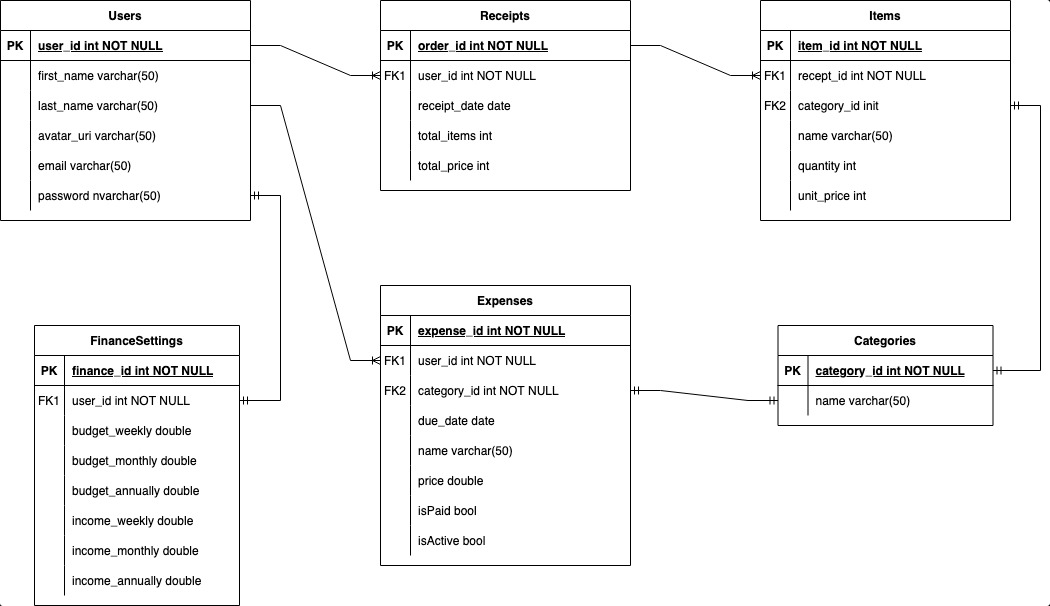 Users
PK user_id int NOT NULL
first_name varchar(50)
last_name varchar(50)
avatar_uri varchar(50)
email varchar(50)
password nvarchar(50)
Receipts
PK order_id int NOT NULL
FK1 user_id int NOT NULL
receipt_date date
total_items int
total_price int
Items
PK item_id int NOT NULL
FK1 recept_id int NOT NULL
FK2 category_id init
name varchar(50)
quantity int
unit_price int
FinanceSettings
PK finance_id int NOT NULL
FK1 user_id int NOT NULL
budget_weekly double
budget_monthly double
budget_annually double
income_weekly double
income_monthly double
income_annually double
Expenses
PK expense_id int NOT NULL
FK1 user_id int NOT NULL
FK2 category_id int NOT NULL
due_date date
name varchar(50)
price double
isPaid bool
isActive bool
Categories
PK category_id int NOT NULL
name varchar(50)